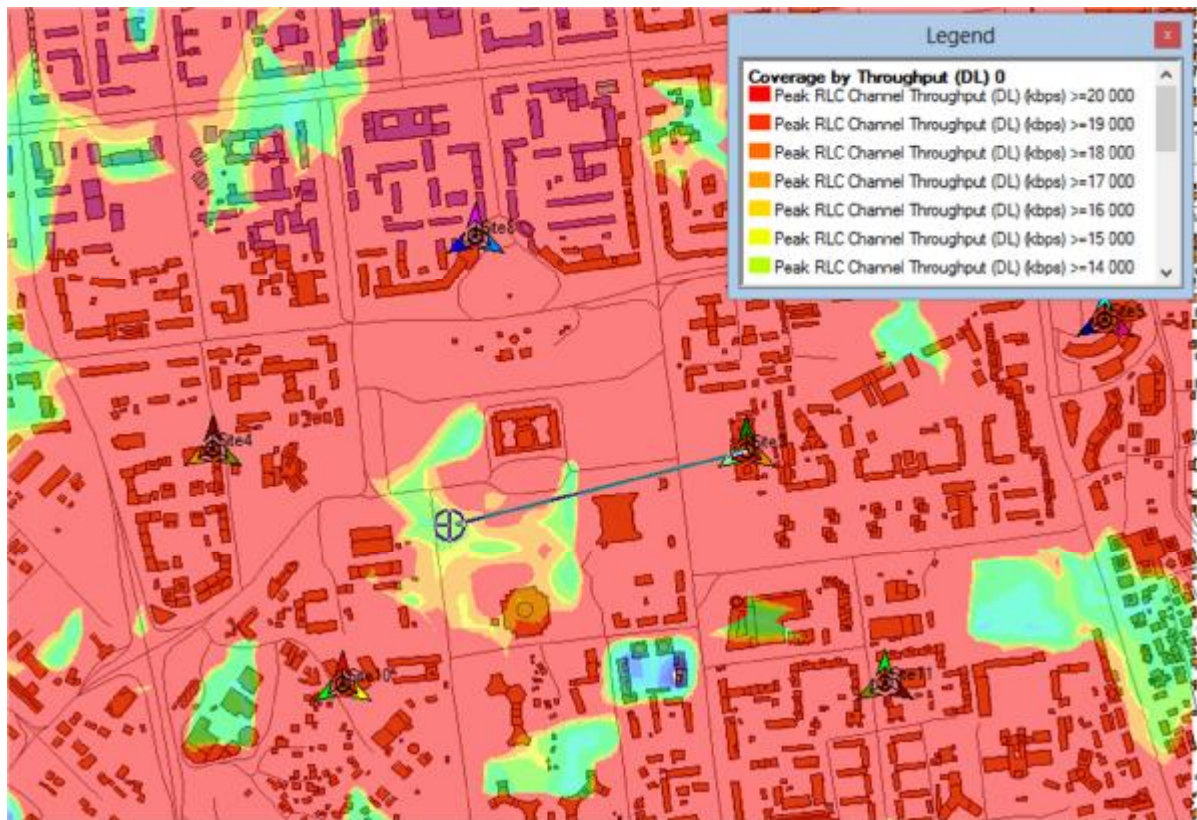 Legend
x
Coverage by Throughput (DL) 0
Peak RLC Channel Throughput (DL) (kbps) >=20 000
Peak RLC Channel Throughput (DL) (kbps) >=19 000
Peak RLC Channel Throughput (DL) (kbps) >=18 000
Peak RLC Channel Throughput (DL) (kbps) >=17 000
Peak RLC Channel Throughput (DL) (kbps) >=16 000
Peak RLC Channel Throughput (DL) (kbps) >=15 000
Peak RLC Channel Throughput (DL) (kbps) >=14 000
Site4
Site10